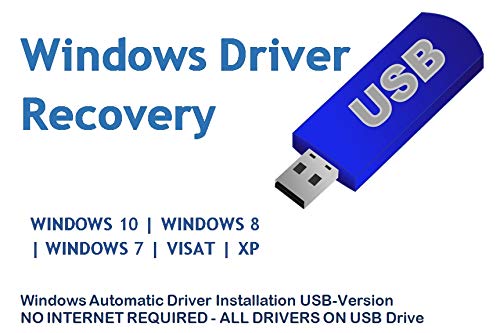 Windows Driver
Recovery
USB
WINDOWS 10 | WINDOWS 8
| WINDOWS 7 | VISAT | XP
Windows Automatic Driver Installation USB-Version
NO INTERNET REQUIRED - ALL DRIVERS ON USB Drive